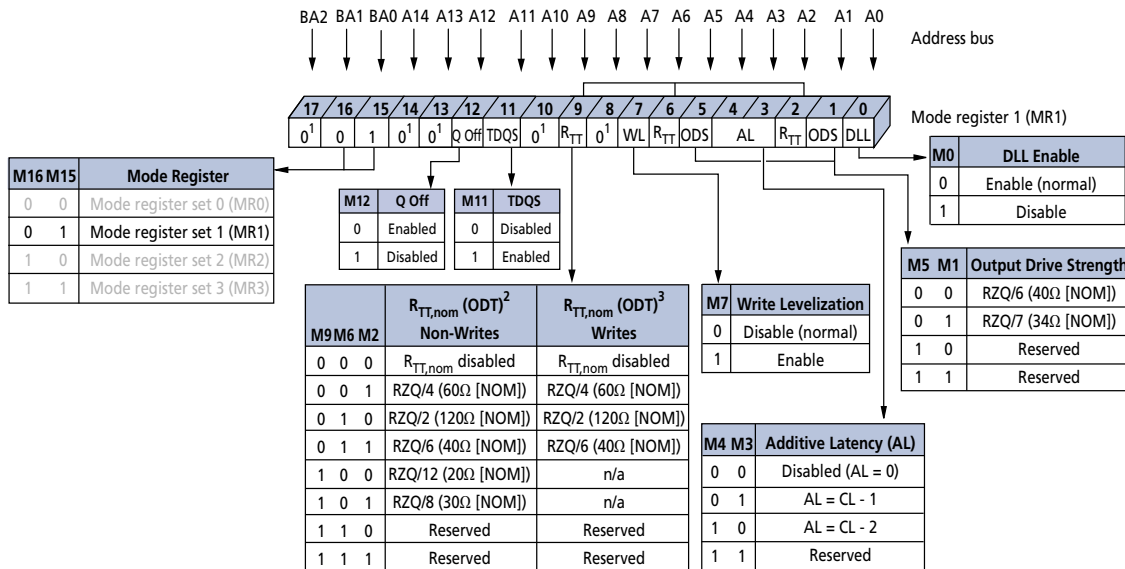 BA2 BA1 BA0 A14 A13 A12 A11 A10 A9 A8 A7 A6 A5 A4 A3 A2 A1 A0
Address bus
17 16 15 14 13 12 11 10 9 8 7 6 5 4 3 2 1 0
Mode register 1 (MR1)
0¹ 0 1 0¹ 0¹ Q Off TDQS 0¹ RTT 0¹ WL RTT ODS AL RTT ODS DLL
M16 M15 Mode Register
0 0 Mode register set 0 (MR0)
0 1 Mode register set 1 (MR1)
1 0 Mode register set 2 (MR2)
1 1 Mode register set 3 (MR3)
M12 Q Off
0 Enabled
1 Disabled
M11 TDQS
0 Disabled
1 Enabled
M0 DLL Enable
0 Enable (normal)
1 Disable
M5 M1 Output Drive Strength
0 0 RZQ/6 (40Ω [NOM])
0 1 RZQ/7 (34Ω [NOM])
1 0 Reserved
1 1 Reserved
RTT,nom (ODT)² RTT,nom (ODT)³
M9 M6 M2 Non-Writes Writes
0 0 0 RTT,nom disabled RTT,nom disabled
0 0 1 RZQ/4 (60Ω [NOM]) RZQ/4 (60Ω [NOM])
0 1 0 RZQ/2 (120Ω [NOM]) RZQ/2 (120Ω [NOM])
0 1 1 RZQ/6 (40Ω [NOM]) RZQ/6 (40Ω [NOM])
1 0 0 RZQ/12 (20Ω [NOM]) n/a
1 0 1 RZQ/8 (30Ω [NOM]) n/a
1 1 0 Reserved Reserved
1 1 1 Reserved Reserved
M7 Write Levelization
0 Disable (normal)
1 Enable
M4 M3 Additive Latency (AL)
0 0 Disabled (AL = 0)
0 1 AL = CL - 1
1 0 AL = CL - 2
1 1 Reserved